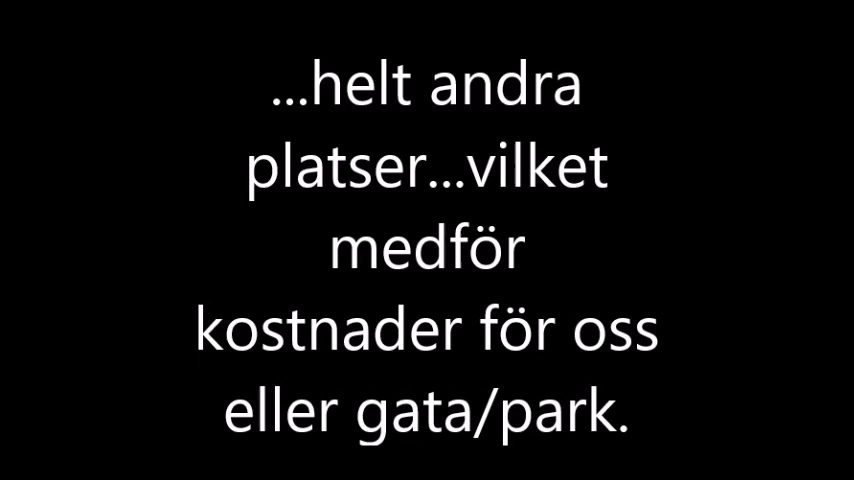 ...helt andra
platser...vilket
medför
kostnader för oss
eller gata/park.